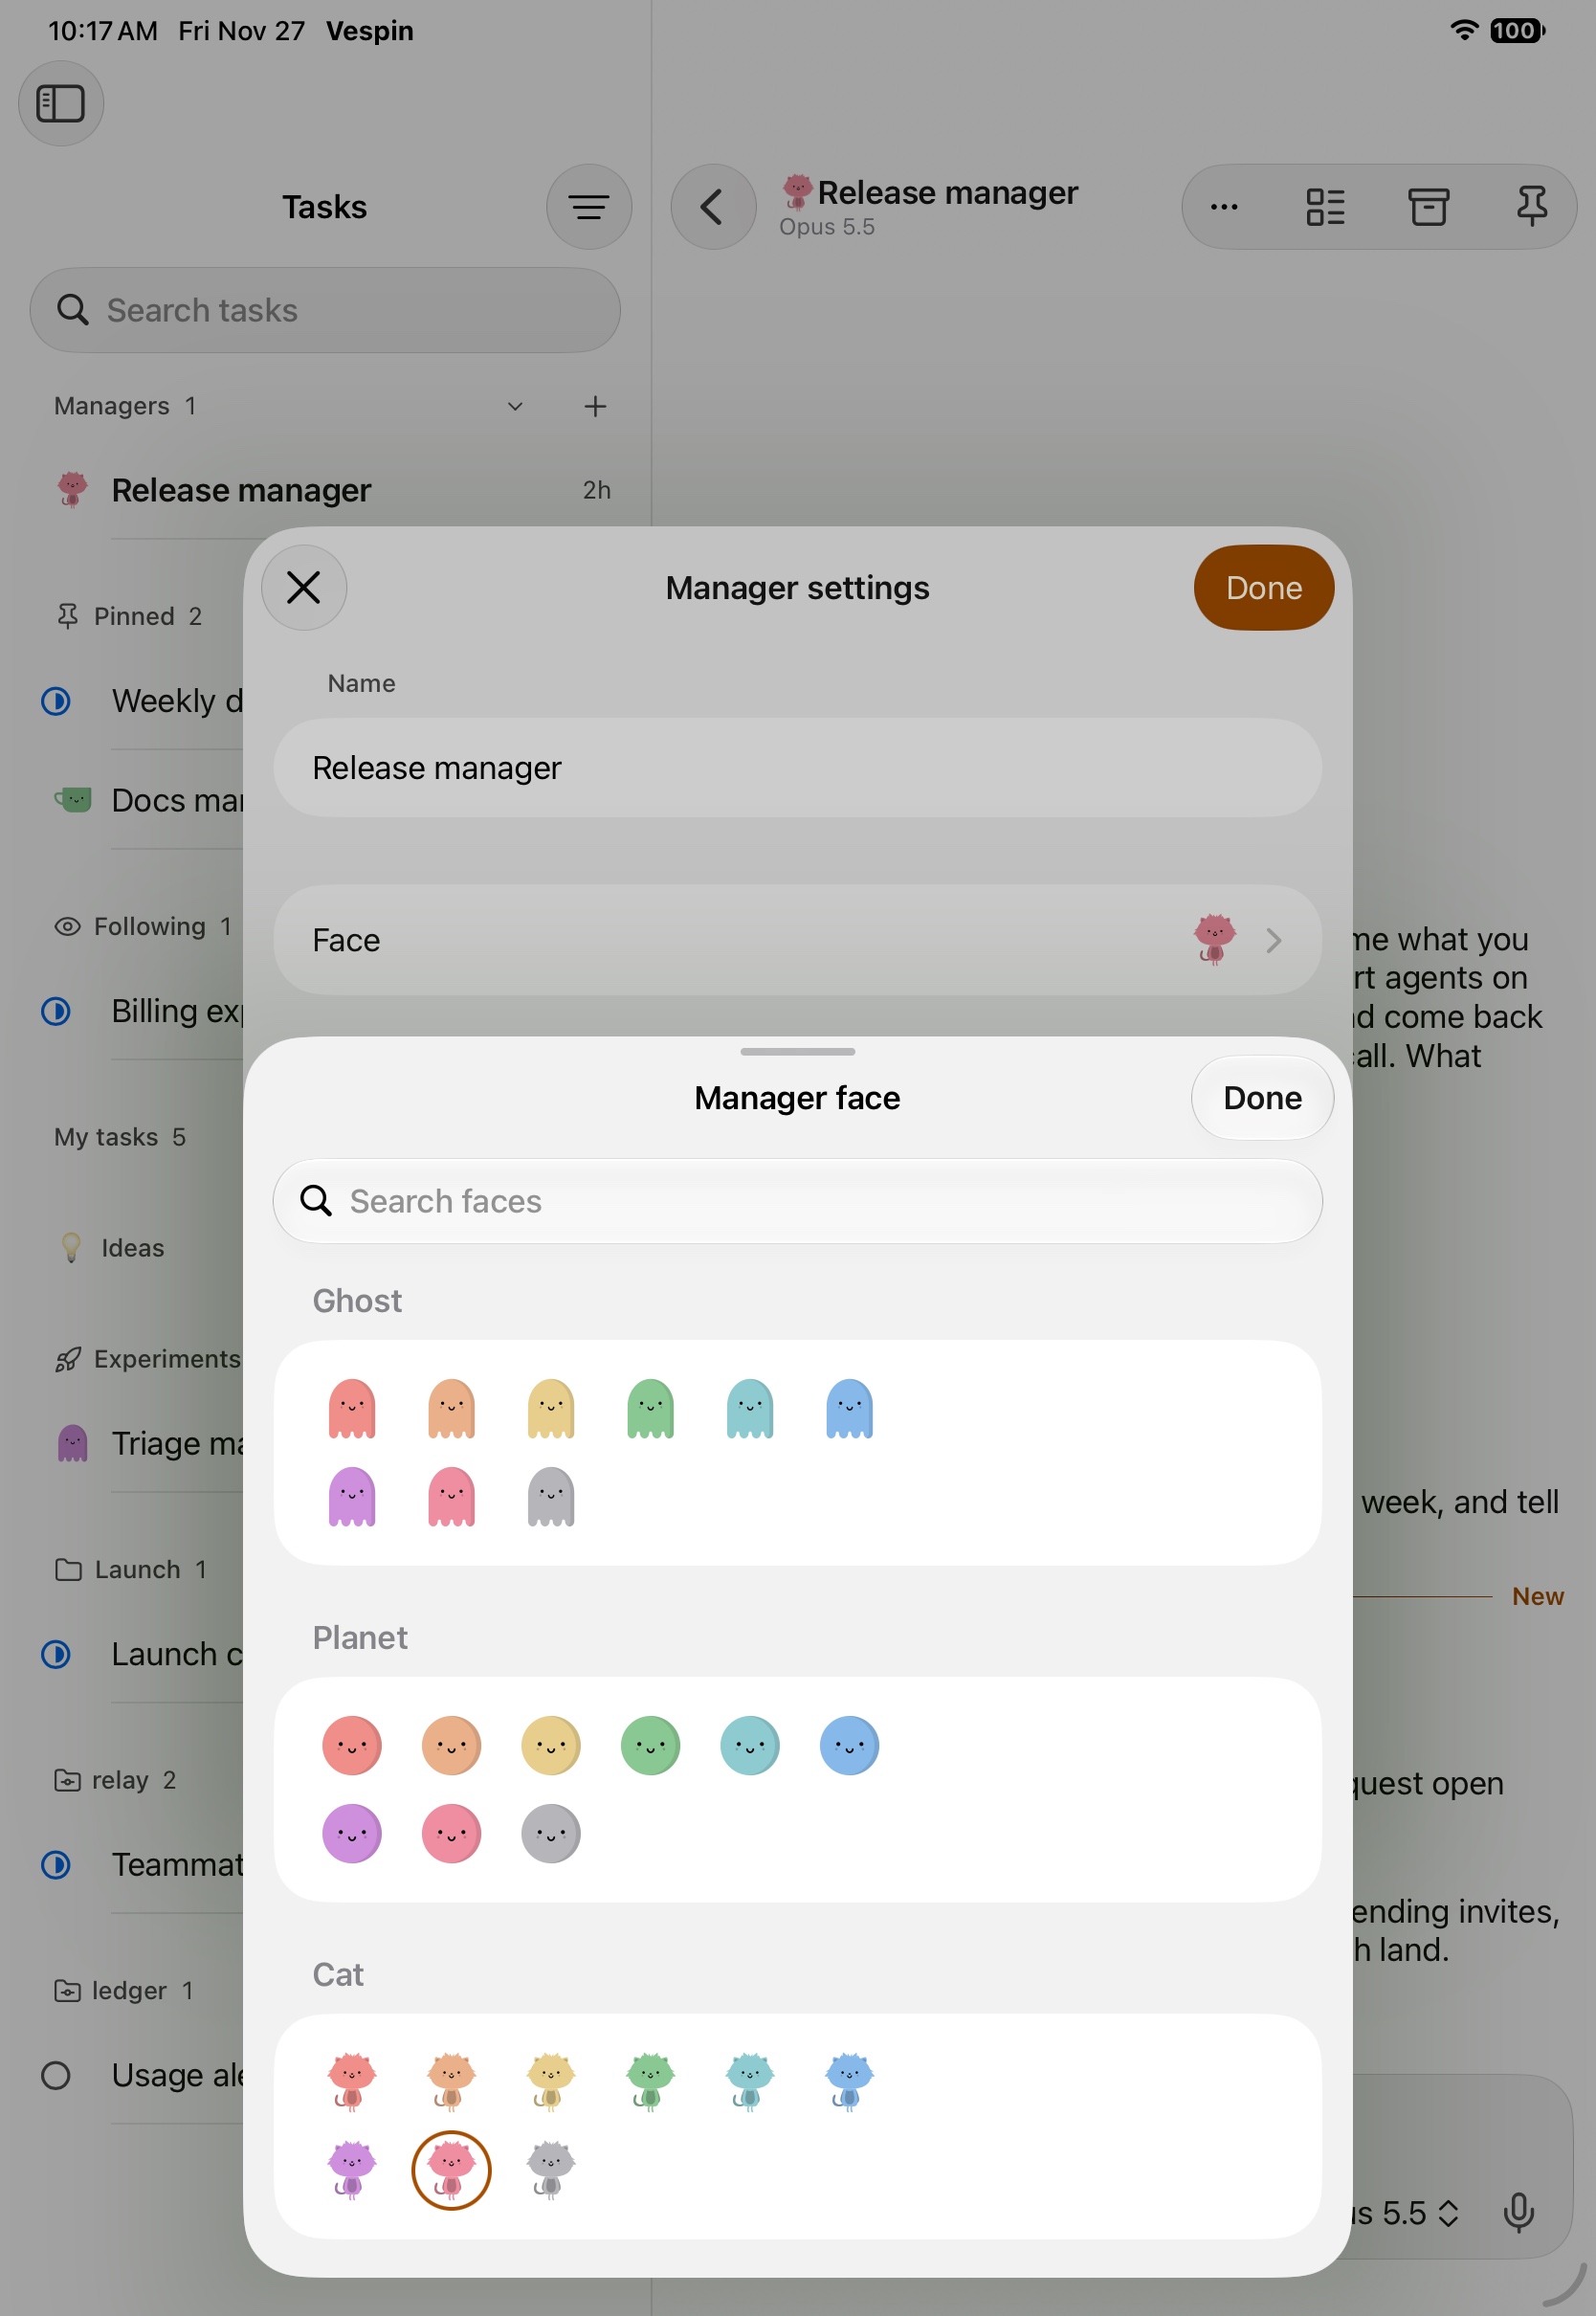 10:17 AM Fri Nov 27 Vespin
100
Tasks
Release manager
Opus 5.5
Search tasks
Managers 1
Release manager 2h
Pinned 2
Weekly d
Docs mar
Following 1
Billing exp
My tasks 5
Ideas
Experiments
Triage ma
Launch 1
Launch c
relay 2
Teammat
ledger 1
Usage ale
Manager settings
Done
Name
Release manager
Face
Manager face
Done
Search faces
Ghost
Planet
Cat
me what you
rt agents on
nd come back
call. What
week, and tell
New
quest open
ending invites,
h land.
us 5.5